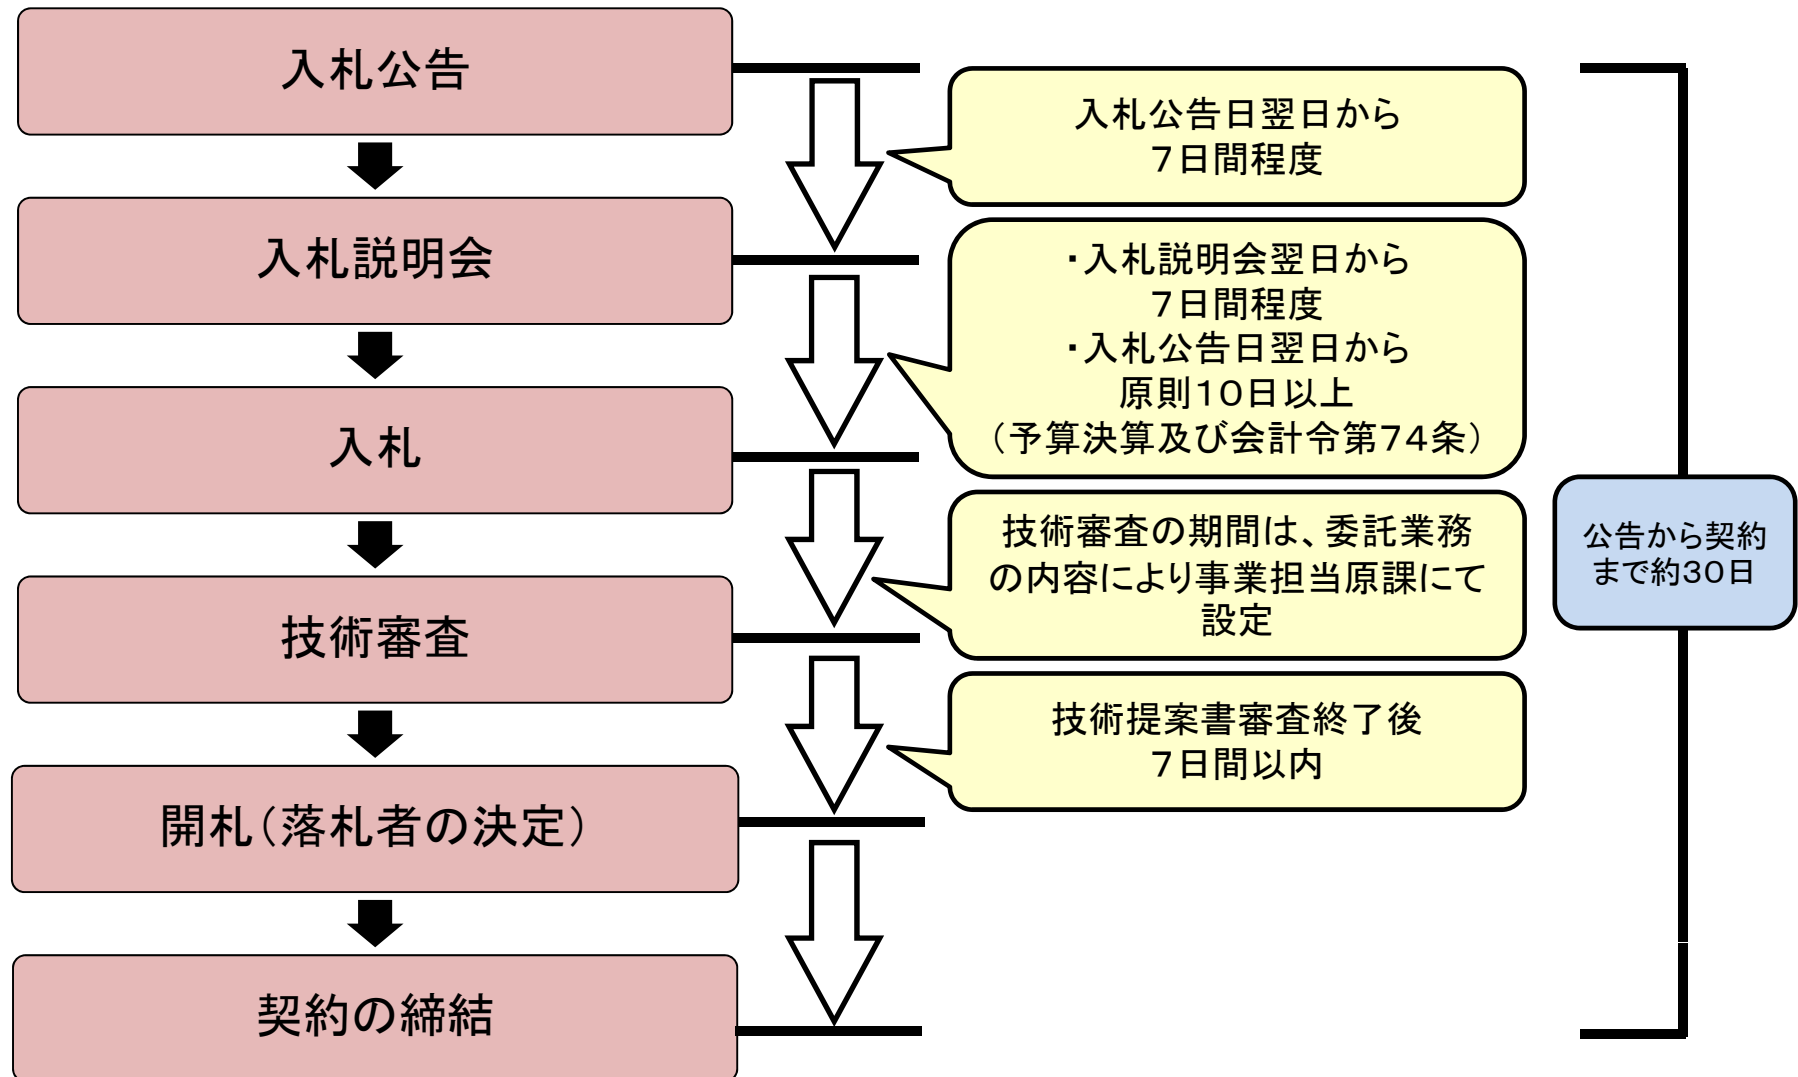 入札公告
入札公告日翌日から
７日間程度
入札説明会
・入札説明会翌日から
７日間程度
・入札公告日翌日から
原則１０日以上
（予算決算及び会計令第７４条）
入札
技術審査の期間は、委託業務
の内容により事業担当原課にて
設定
公告から契約
まで約３０日
技術審査
技術提案書審査終了後
７日間以内
開札（落札者の決定）
契約の締結